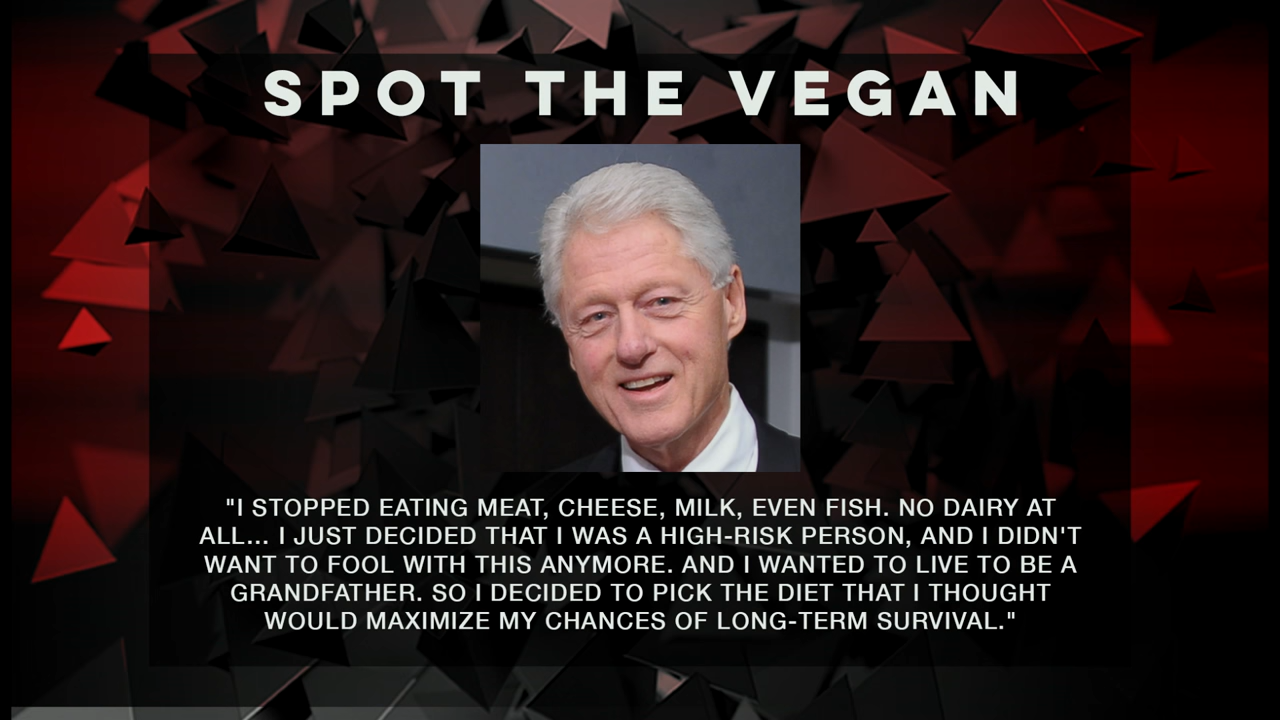 SPOT THE VEGAN
"I STOPPED EATING MEAT, CHEESE, MILK, EVEN FISH. NO DAIRY AT
ALL... I JUST DECIDED THAT I WAS A HIGH-RISK PERSON, AND I DIDN'T
WANT TO FOOL WITH THIS ANYMORE. AND I WANTED TO LIVE TO BE A
GRANDFATHER. SO I DECIDED TO PICK THE DIET THAT I THOUGHT
WOULD MAXIMIZE MY CHANCES OF LONG-TERM SURVIVAL."